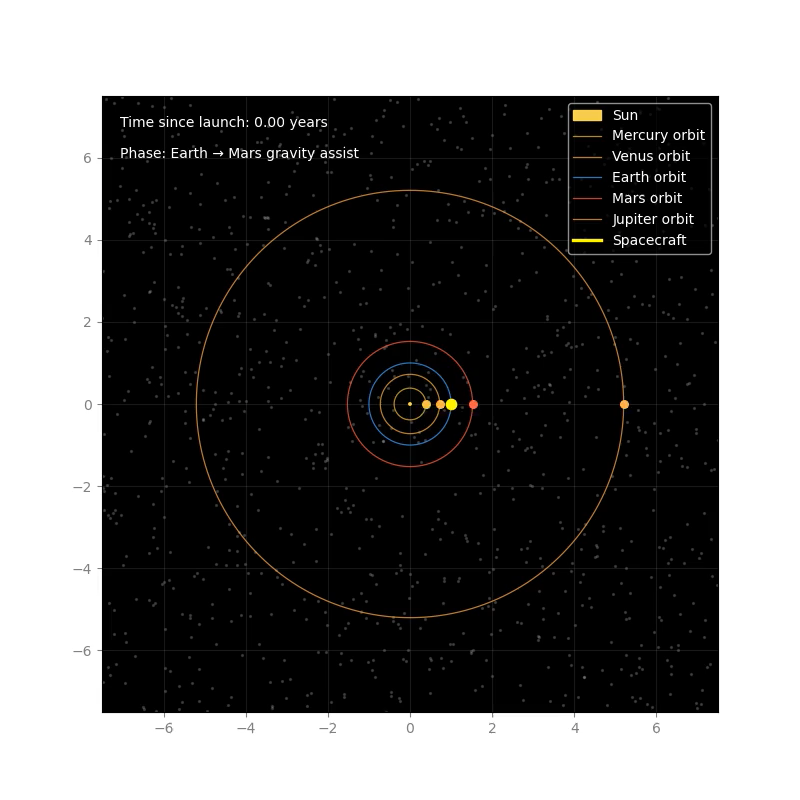 Time since launch: 0.00 years
Phase: Earth → Mars gravity assist
Sun
Mercury orbit
Venus orbit
Earth orbit
Mars orbit
Jupiter orbit
Spacecraft
6
4
2
0
−2
−4
−6
−6 −4 −2 0 2 4 6